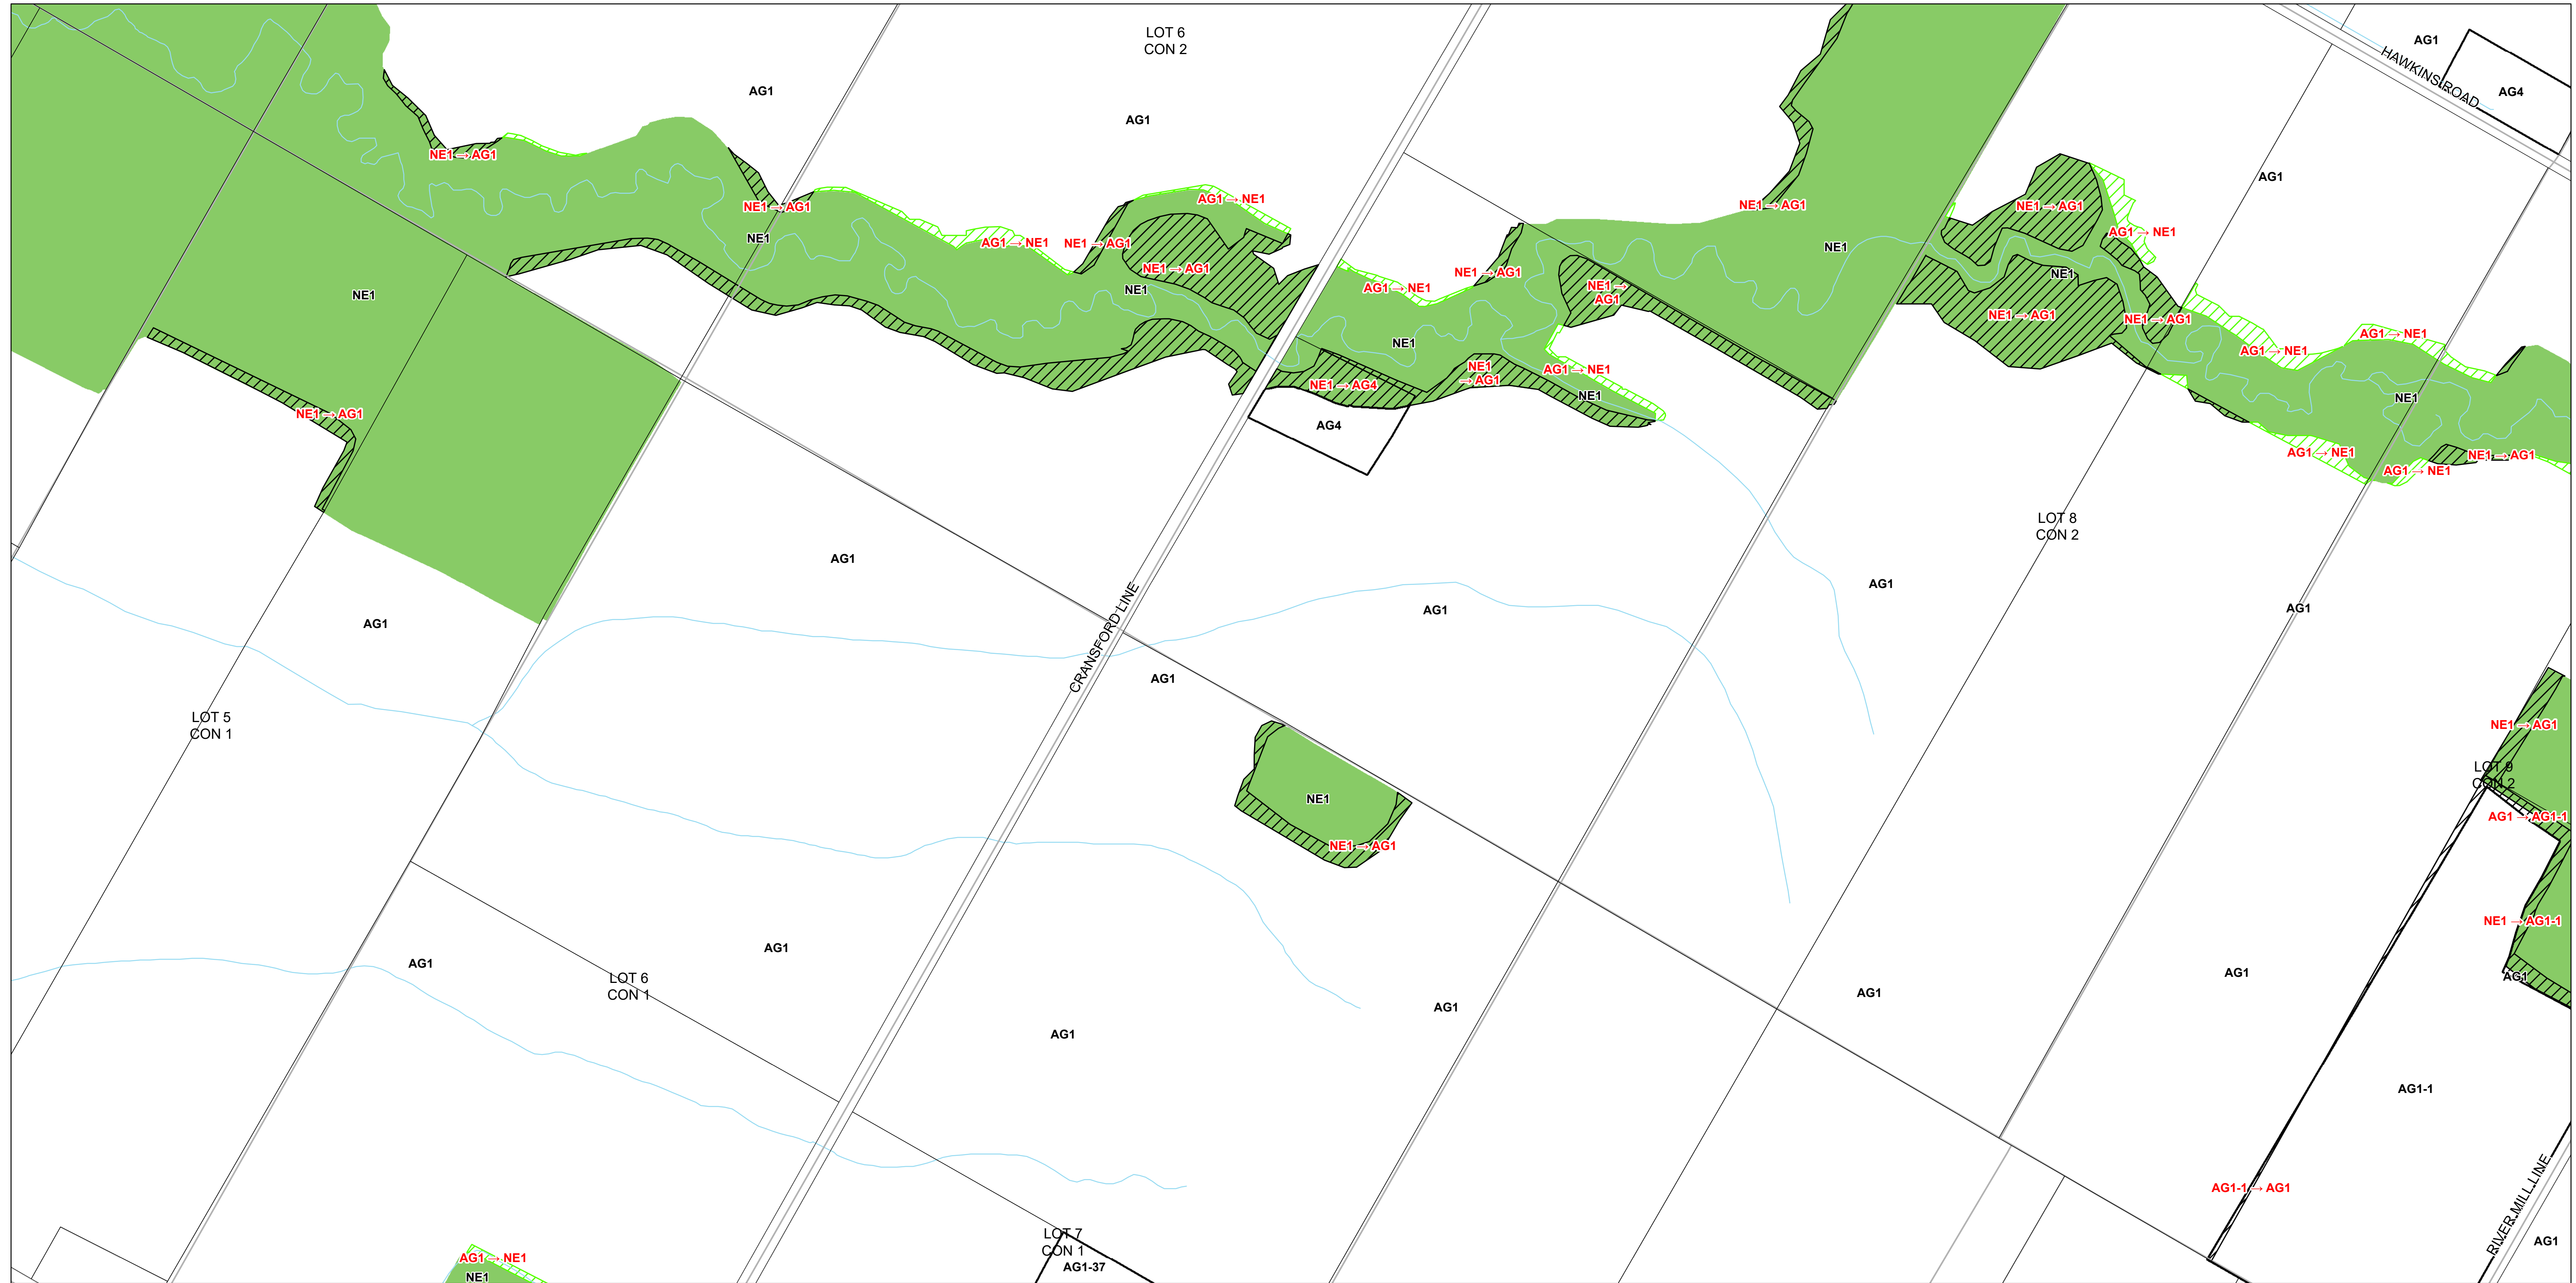 LOT 6
CON 2
AG1
HAWKINS ROAD
AG1
AG4
AG1
NE1→AG1
AG1
NE1→AG1
AG1→NE1
NE1→AG1
NE1→AG1
AG1→NE1
NE1
AG1→NE1
NE1→AG1
NE1
NE1→AG1
NE1→AG1
NE1
NE1
AG1→NE1
NE1→
AG1
NE1
NE1→AG1
NE1→AG1
AG1→NE1
NE1
AG1→NE1
NE1
→AG1
AG1→NE1
NE1→AG4
NE1
NE1
NE1→AG1
AG4
AG1→NE1
NE1→AG1
AG1→NE1
LOT 8
CON 2
AG1
AG1
AG1
AG1
AG1
CRANSFORD LINE
AG1
LOT 5
CON 1
NE1→AG1
LOT 9
CON 2
NE1
AG1→AG1-1
NE1→AG1
NE1→AG1-1
AG1
AG1
LOT 6
CON 1
AG1
AG1
AG1
AG1
AG1
AG1-1
AG1-1→AG1
RIVER MILL LINE
LOT 7
CON 1
AG1-37
AG1→NE1
NE1
AG1